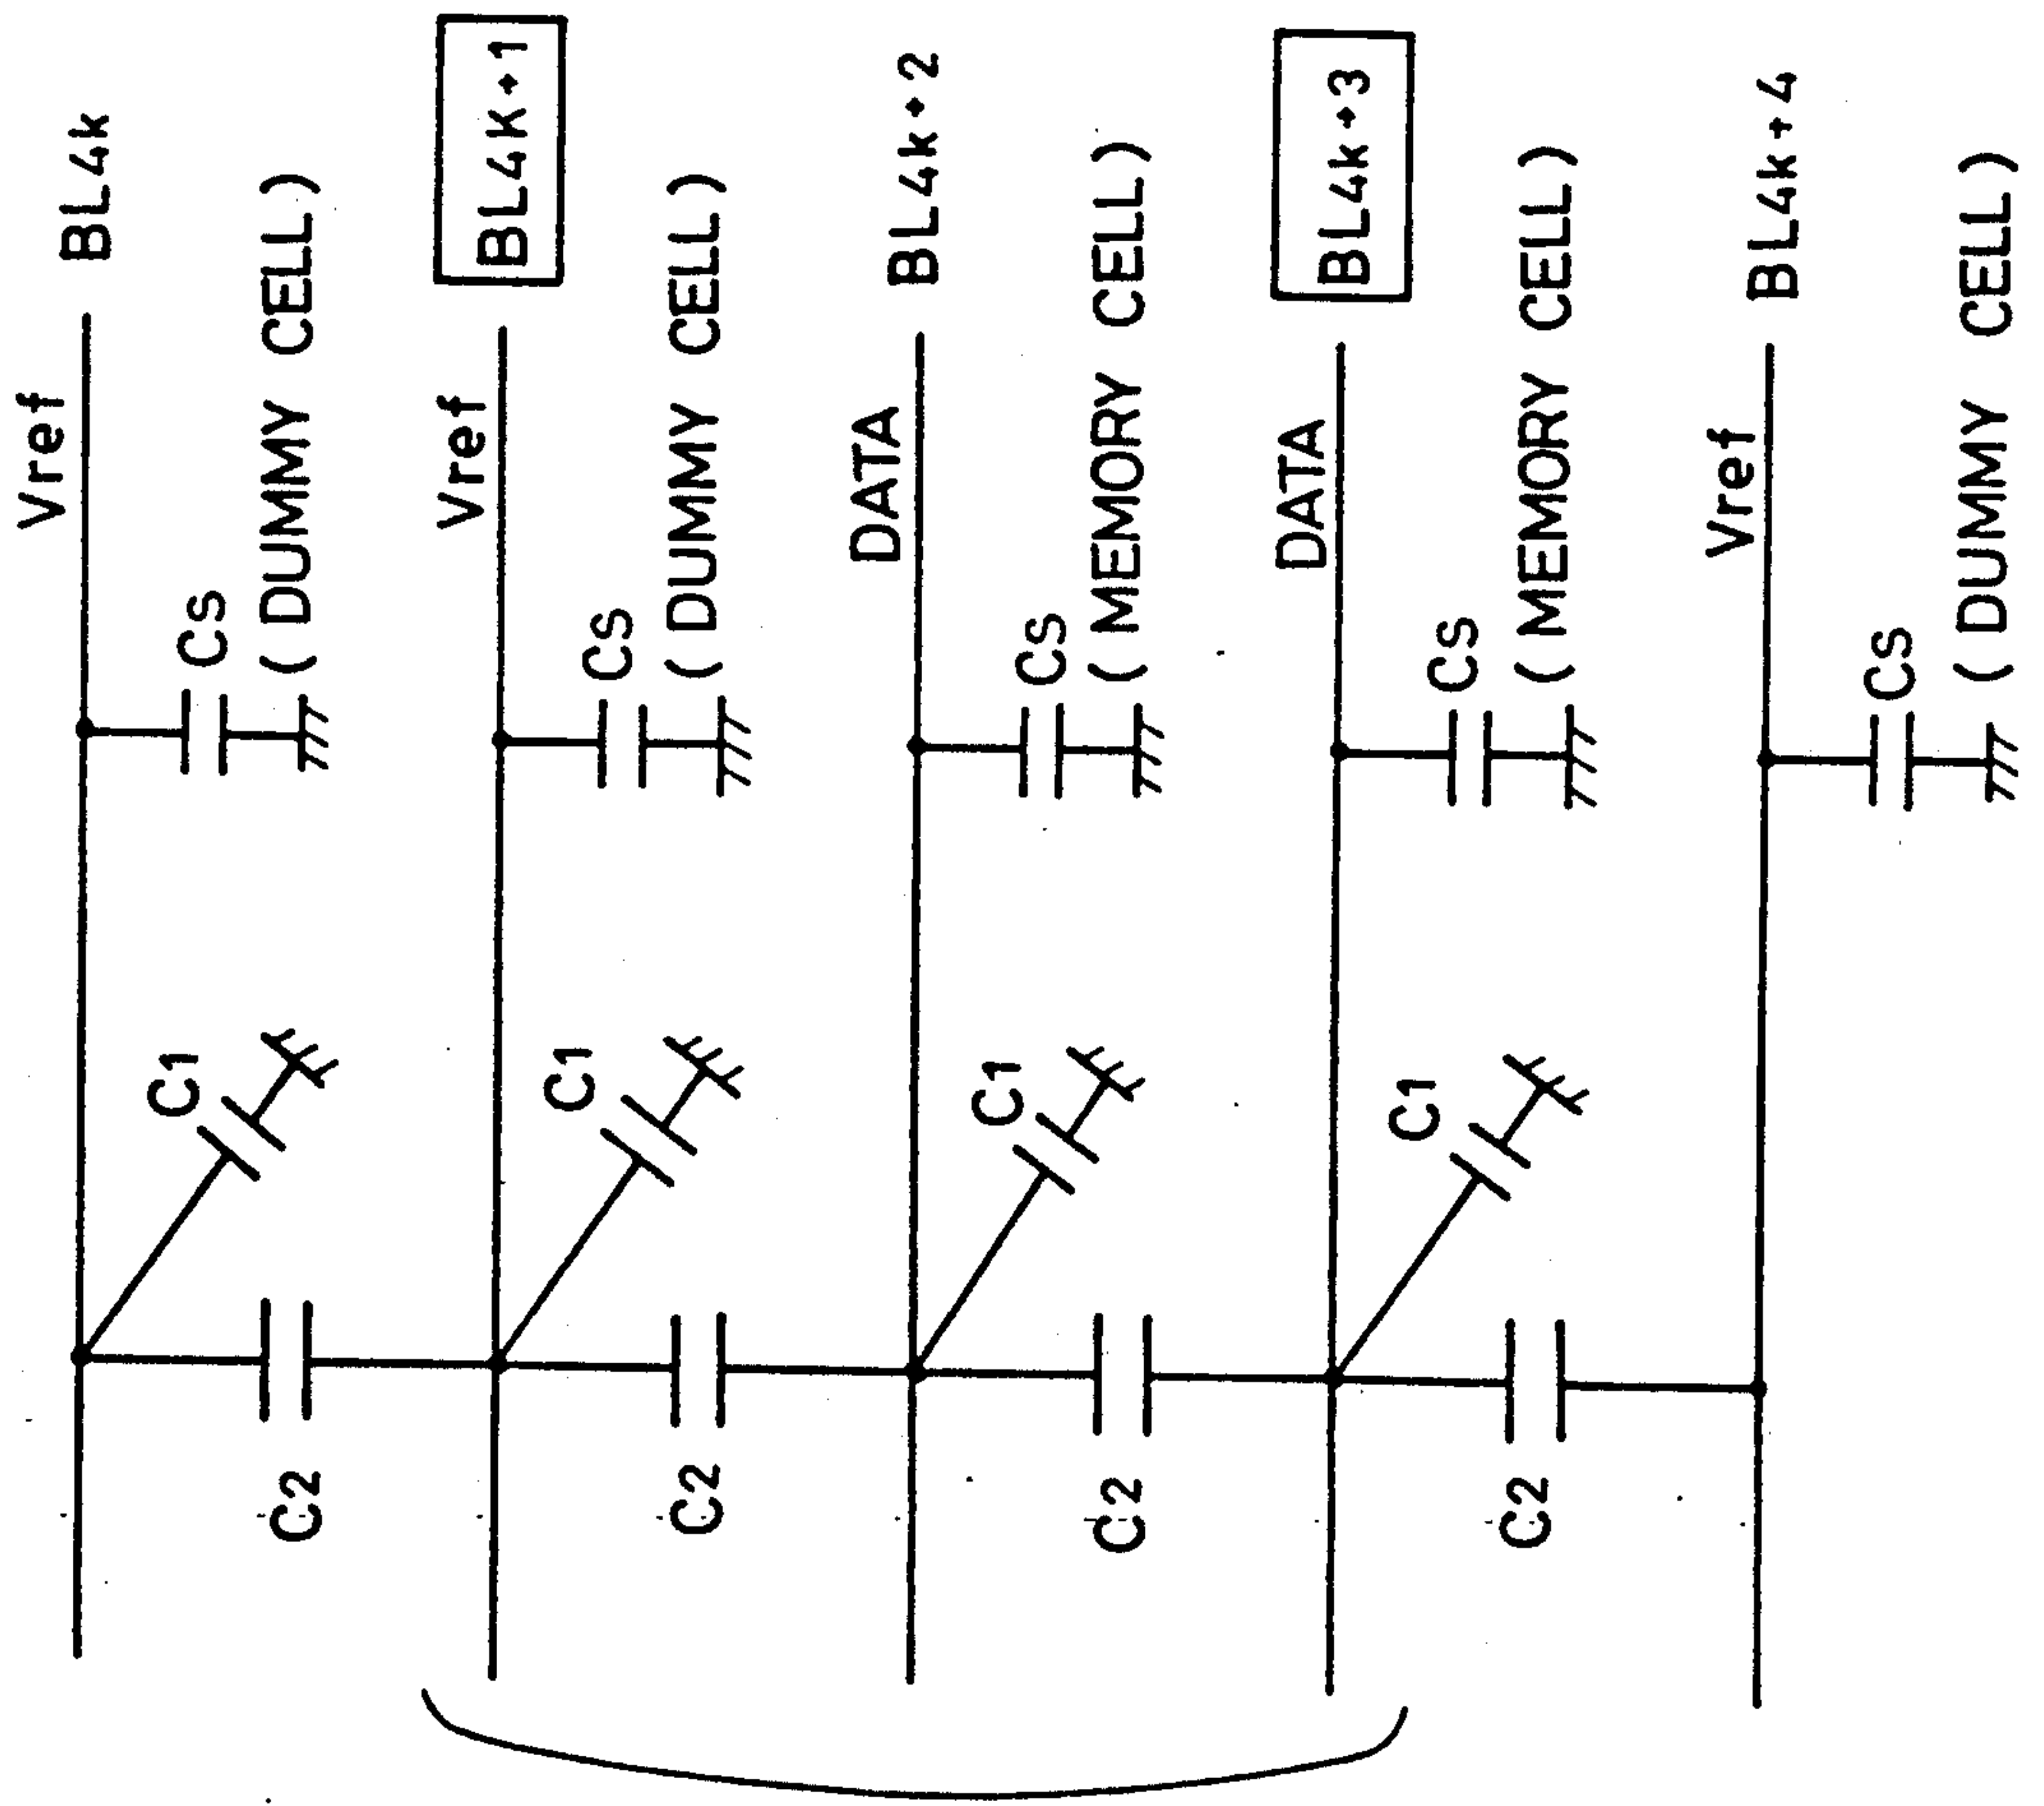 Vref
BL4k
C1
Cs
(DUMMY CELL)
C2
Vref
BL4K+1
C1
Cs
(DUMMY CELL)
C2
DATA
BL4k+2
C1
Cs
(MEMORY CELL)
C2
DATA
BL4k+3
C1
Cs
(MEMORY CELL)
C2
Vref
BL4k+4
Cs
(DUMMY CELL)